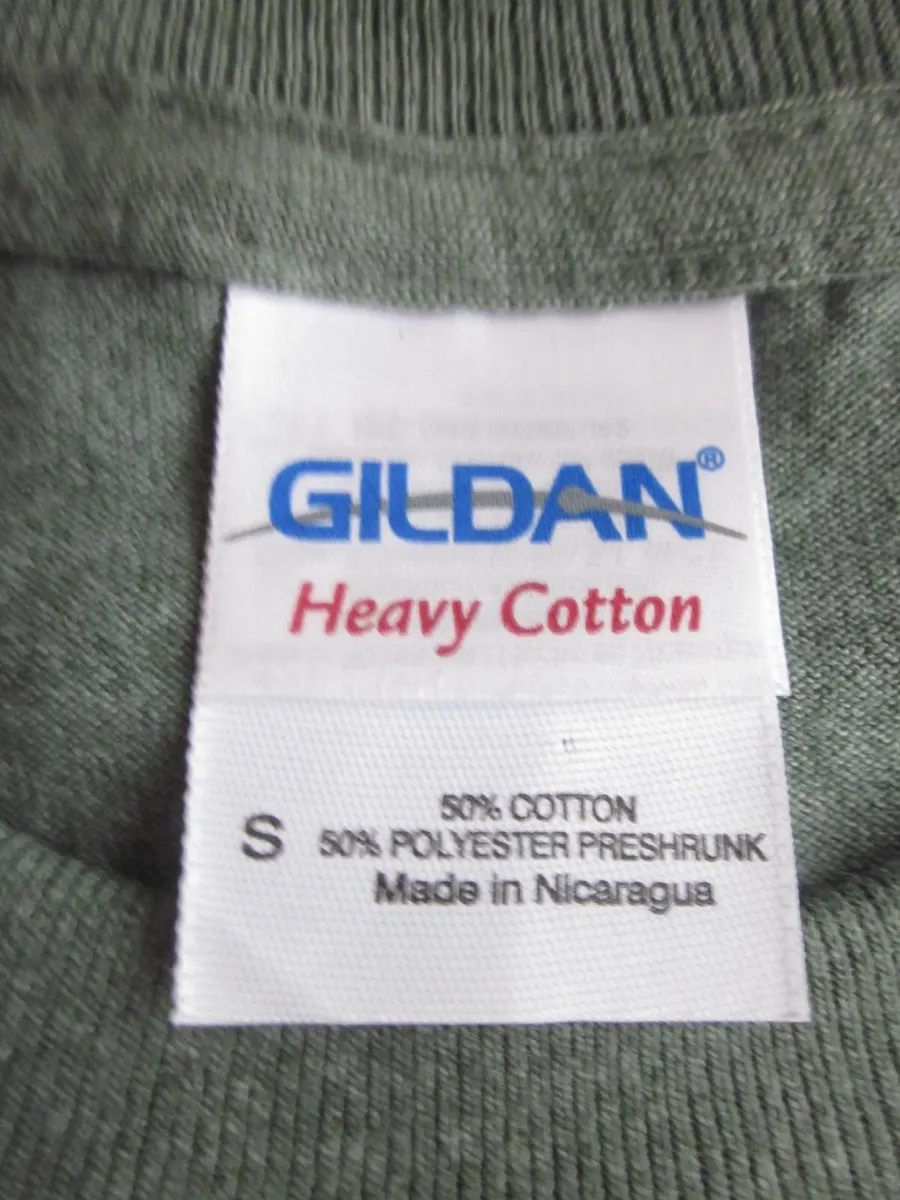 GILDAN®
Heavy Cotton
50% COTTON
S 50% POLYESTER PRESHRUNK
Made in Nicaragua